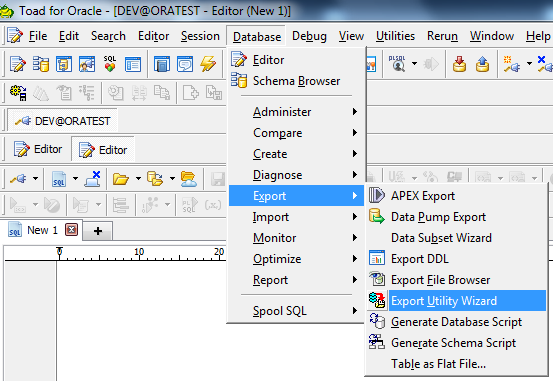 Toad for Oracle - [DEV@ORATEST - Editor (New 1)]
File Edit Search Editor Session Database Debug View Utilities Rerun Window
SQL PL/SQL
DEV@ORATEST
Editor Editor
SQL
SQL New 1
0 10 20
Editor
Schema Browser
Administer
Compare
Create
Diagnose
Export
Import
Monitor
Optimize
Report
Spool SQL
APEX Export
Data Pump Export
Data Subset Wizard
Export DDL
Export File Browser
Export Utility Wizard
Generate Database Script
Generate Schema Script
Table as Flat File...